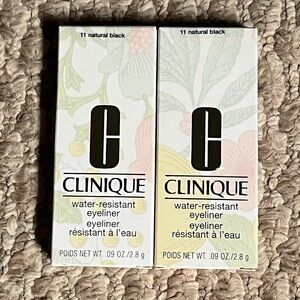 11 natural black
C
CLINIQUE
water-resistant
eyeliner
eyeliner
résistant à l'eau
POIDS NET WT. .09 OZ./2.8 g
11 natural black
C
CLINIQUE
water-resistant
eyeliner
eyeliner
résistant à l'eau
POIDS NET WT. .09 OZ./2.8 g